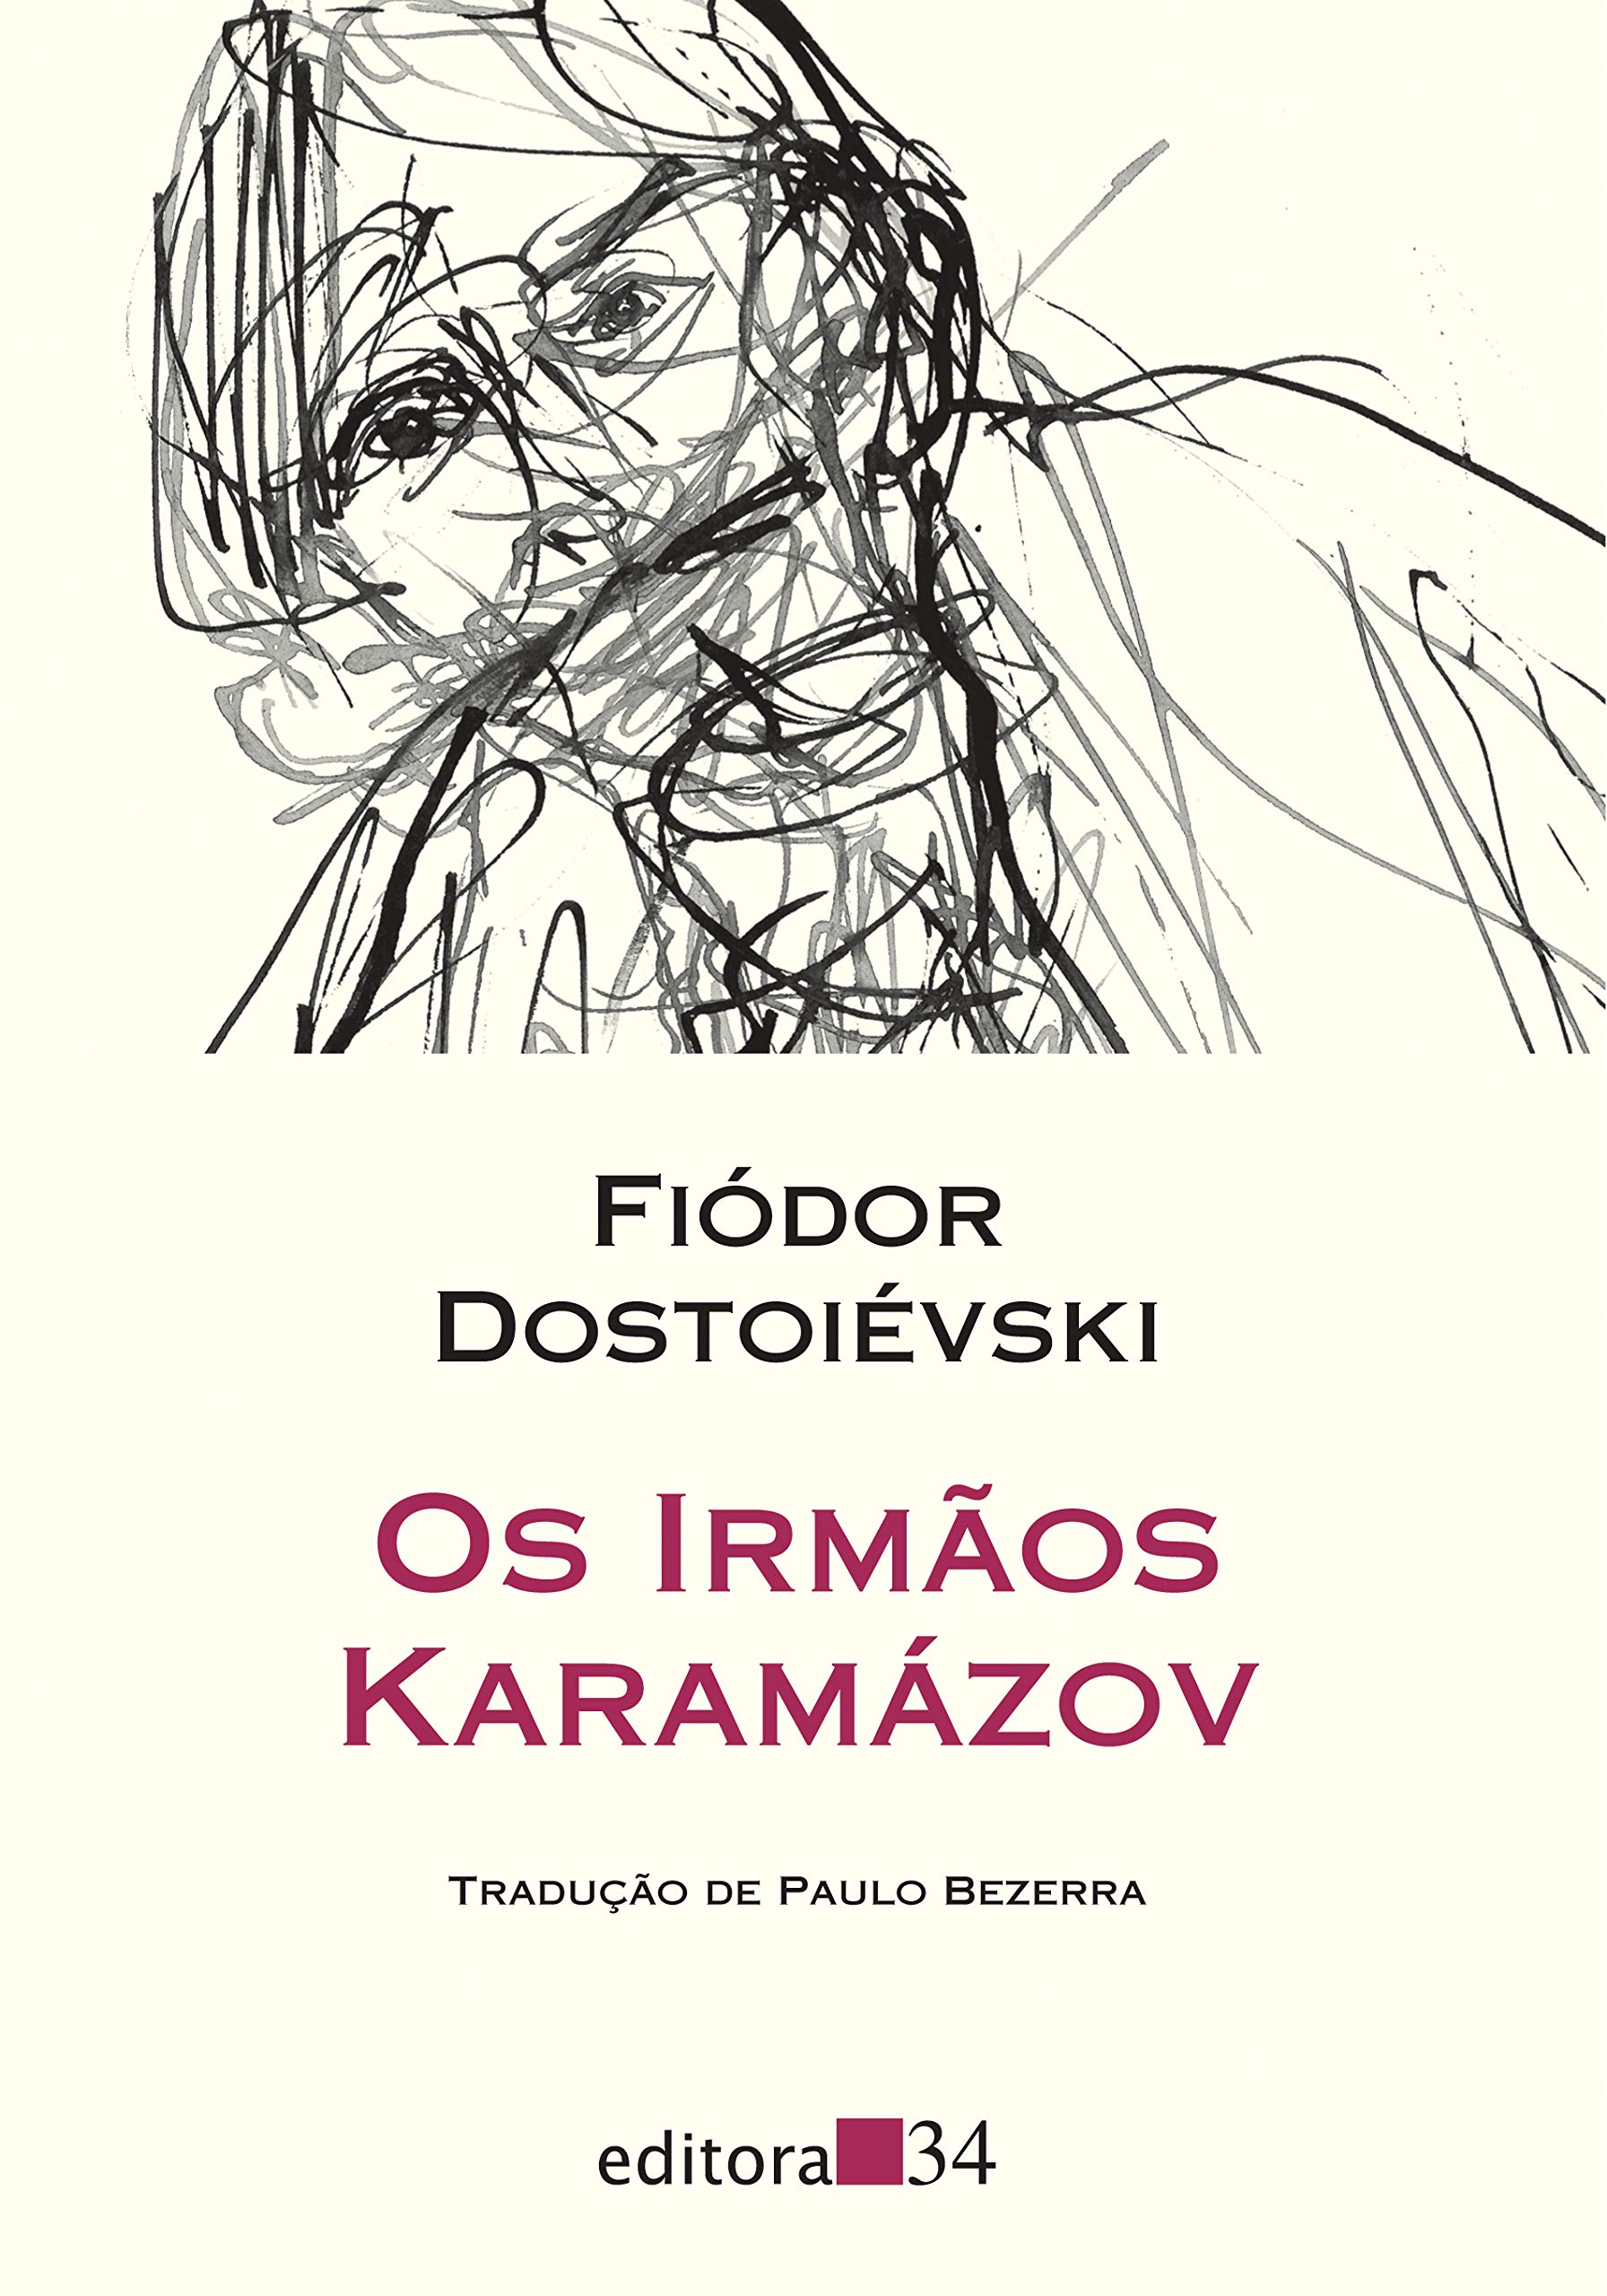 Fiódor
Dostoiévski
Os Irmãos
Karamázov
Tradução de Paulo Bezerra
editora 34